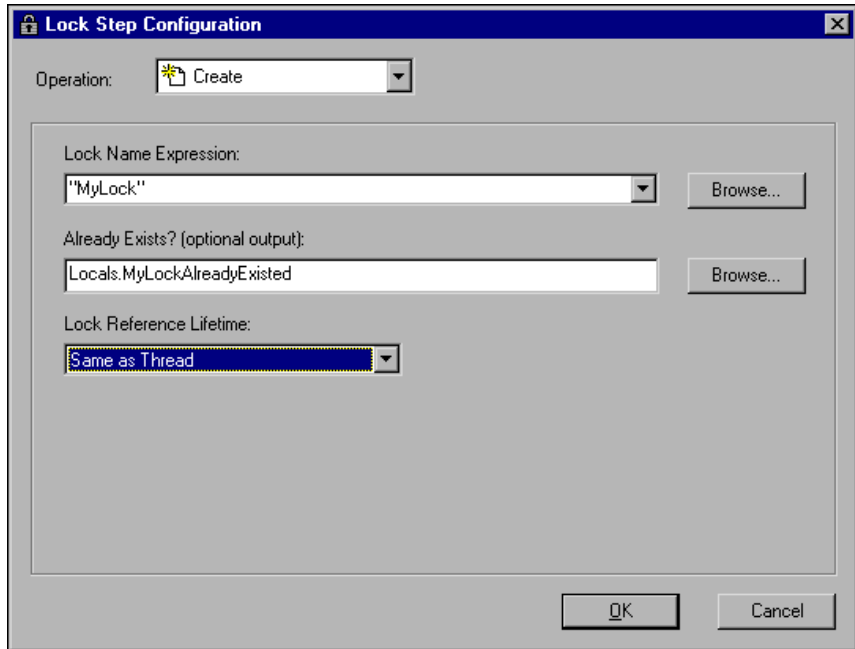 Lock Step Configuration
Operation:
Create
Lock Name Expression:
"MyLock"
Browse...
Already Exists? (optional output):
Locals.MyLockAlreadyExisted
Browse...
Lock Reference Lifetime:
Same as Thread
OK
Cancel